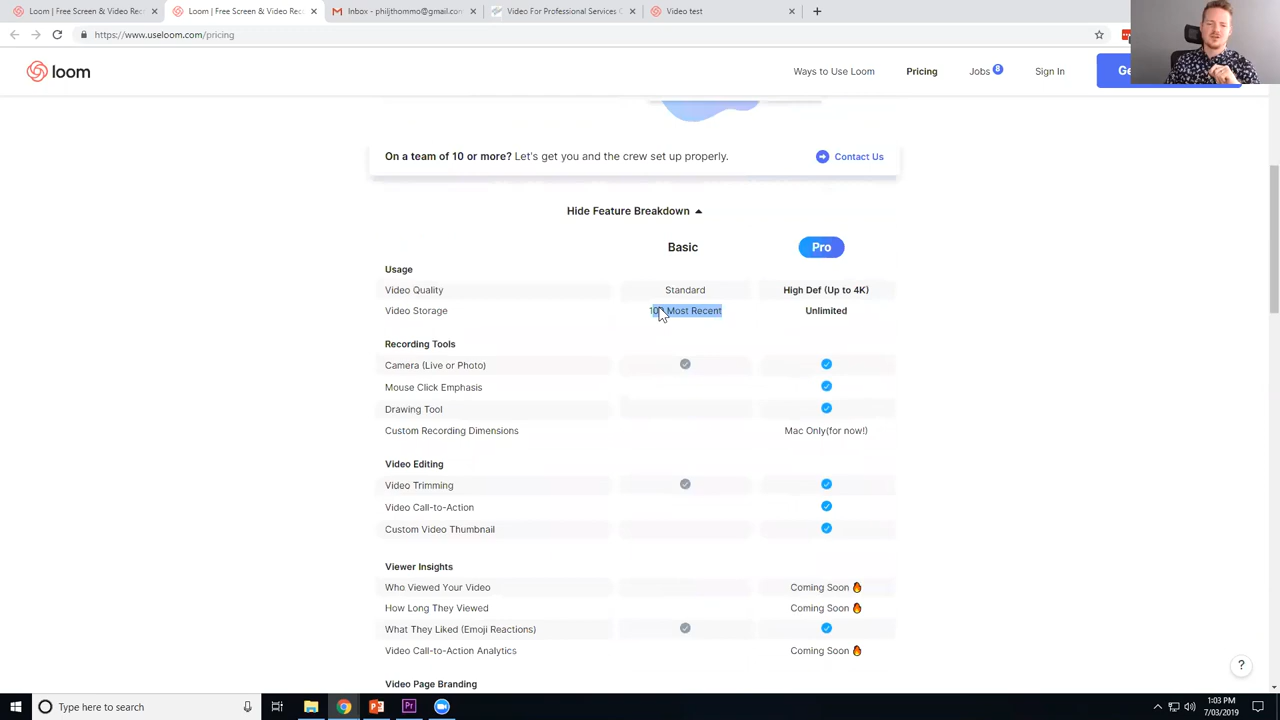 Loom | Free Screen & Video Rec
Loom | Free Screen & Video Rec
Inbox - philjthommo@gmail.con
Video For Professional Services C
Video test
https://www.useloom.com/pricing
loom
Ways to Use Loom
Pricing
Jobs 8
Sign In
Ge
On a team of 10 or more? Let's get you and the crew set up properly.
Contact Us
Hide Feature Breakdown
Basic
Pro
Usage
Video Quality
Standard
High Def (Up to 4K)
Video Storage
Most Recent
Unlimited
Recording Tools
Camera (Live or Photo)
Mouse Click Emphasis
Drawing Tool
Custom Recording Dimensions
Mac Only(for now!)
Video Editing
Video Trimming
Video Call-to-Action
Custom Video Thumbnail
Viewer Insights
Who Viewed Your Video
Coming Soon 🔥
How Long They Viewed
Coming Soon 🔥
What They Liked (Emoji Reactions)
Video Call-to-Action Analytics
Coming Soon 🔥
Video Page Branding
?
Type here to search
1:03 PM
7/03/2019